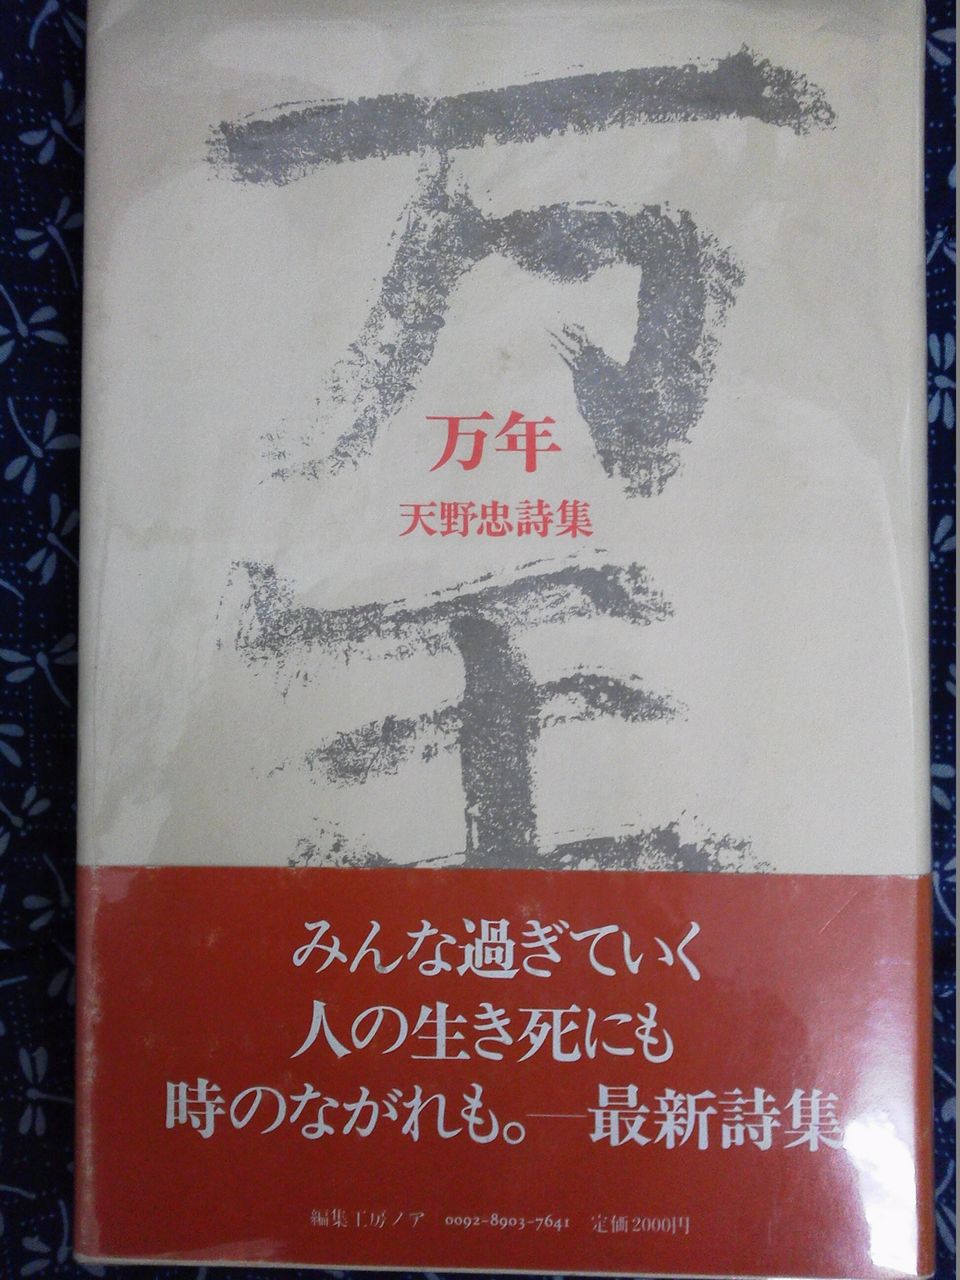 万年
万年
天野忠詩集
みんな過ぎていく
人の生き死にも
時のながれも。──最新詩集
編集工房ノア 0092-8903-7641 定価2000円